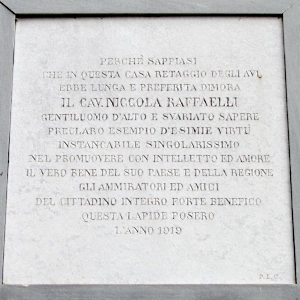 PERCHÈ SAPPIASI
CHE IN QUESTA CASA RETAGGIO DEGLI AVI
EBBE LUNGA E PREFERITA DIMORA
IL CAV. NICCOLA RAFFAELLI
GENTILUOMO D'ALTO E SVARIATO SAPERE
PRECLARO ESEMPIO D'ESIMIE VIRTÙ
INSTANCABILE SINGOLARISSIMO
NEL PROMUOVERE CON INTELLETTO ED AMORE
IL VERO BENE DEL SUO PAESE E DELLA REGIONE
GLI AMMIRATORI ED AMICI
DEL CITTADINO INTEGRO FORTE BENEFICO
QUESTA LAPIDE POSERO
L'ANNO 1919